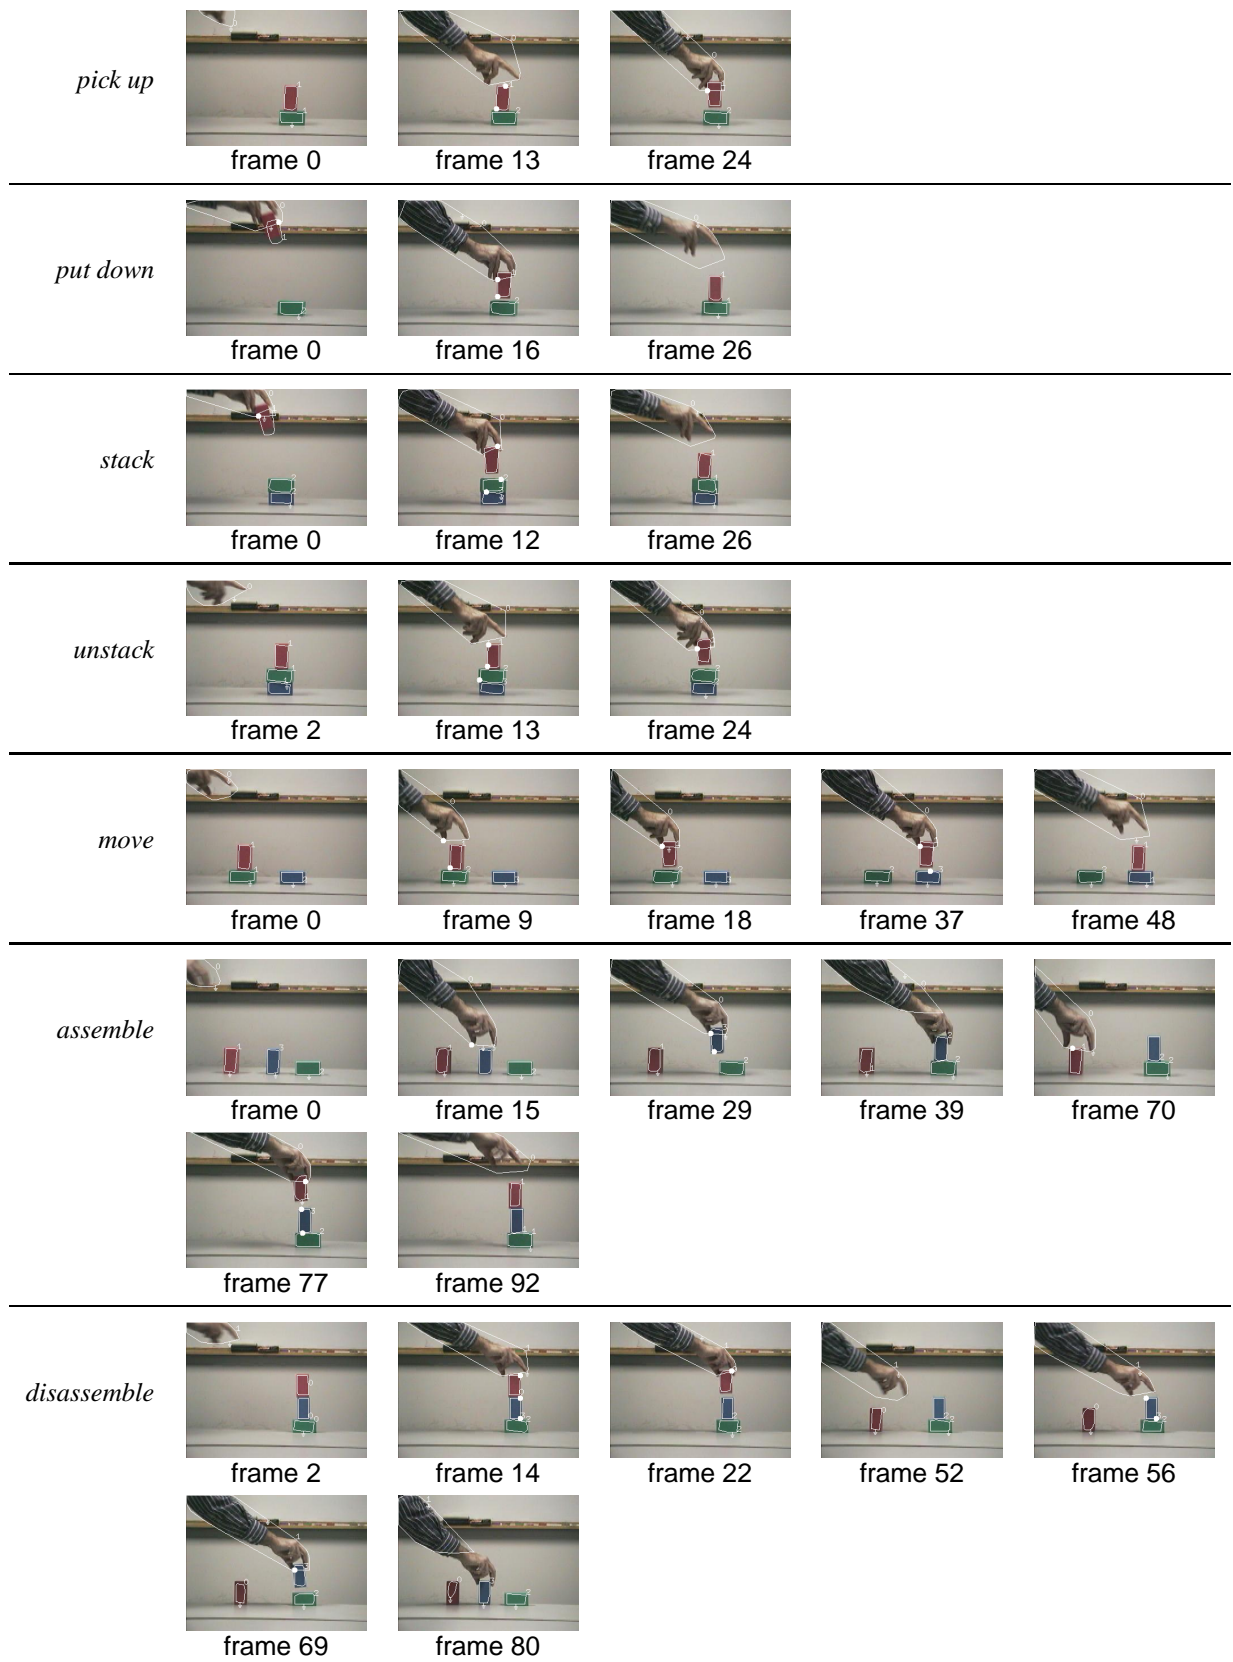 pick up
frame 0 frame 13 frame 24
put down
frame 0 frame 16 frame 26
stack
frame 0 frame 12 frame 26
unstack
frame 2 frame 13 frame 24
move
frame 0 frame 9 frame 18 frame 37 frame 48
assemble
frame 0 frame 15 frame 29 frame 39 frame 70
frame 77 frame 92
disassemble
frame 2 frame 14 frame 22 frame 52 frame 56
frame 69 frame 80